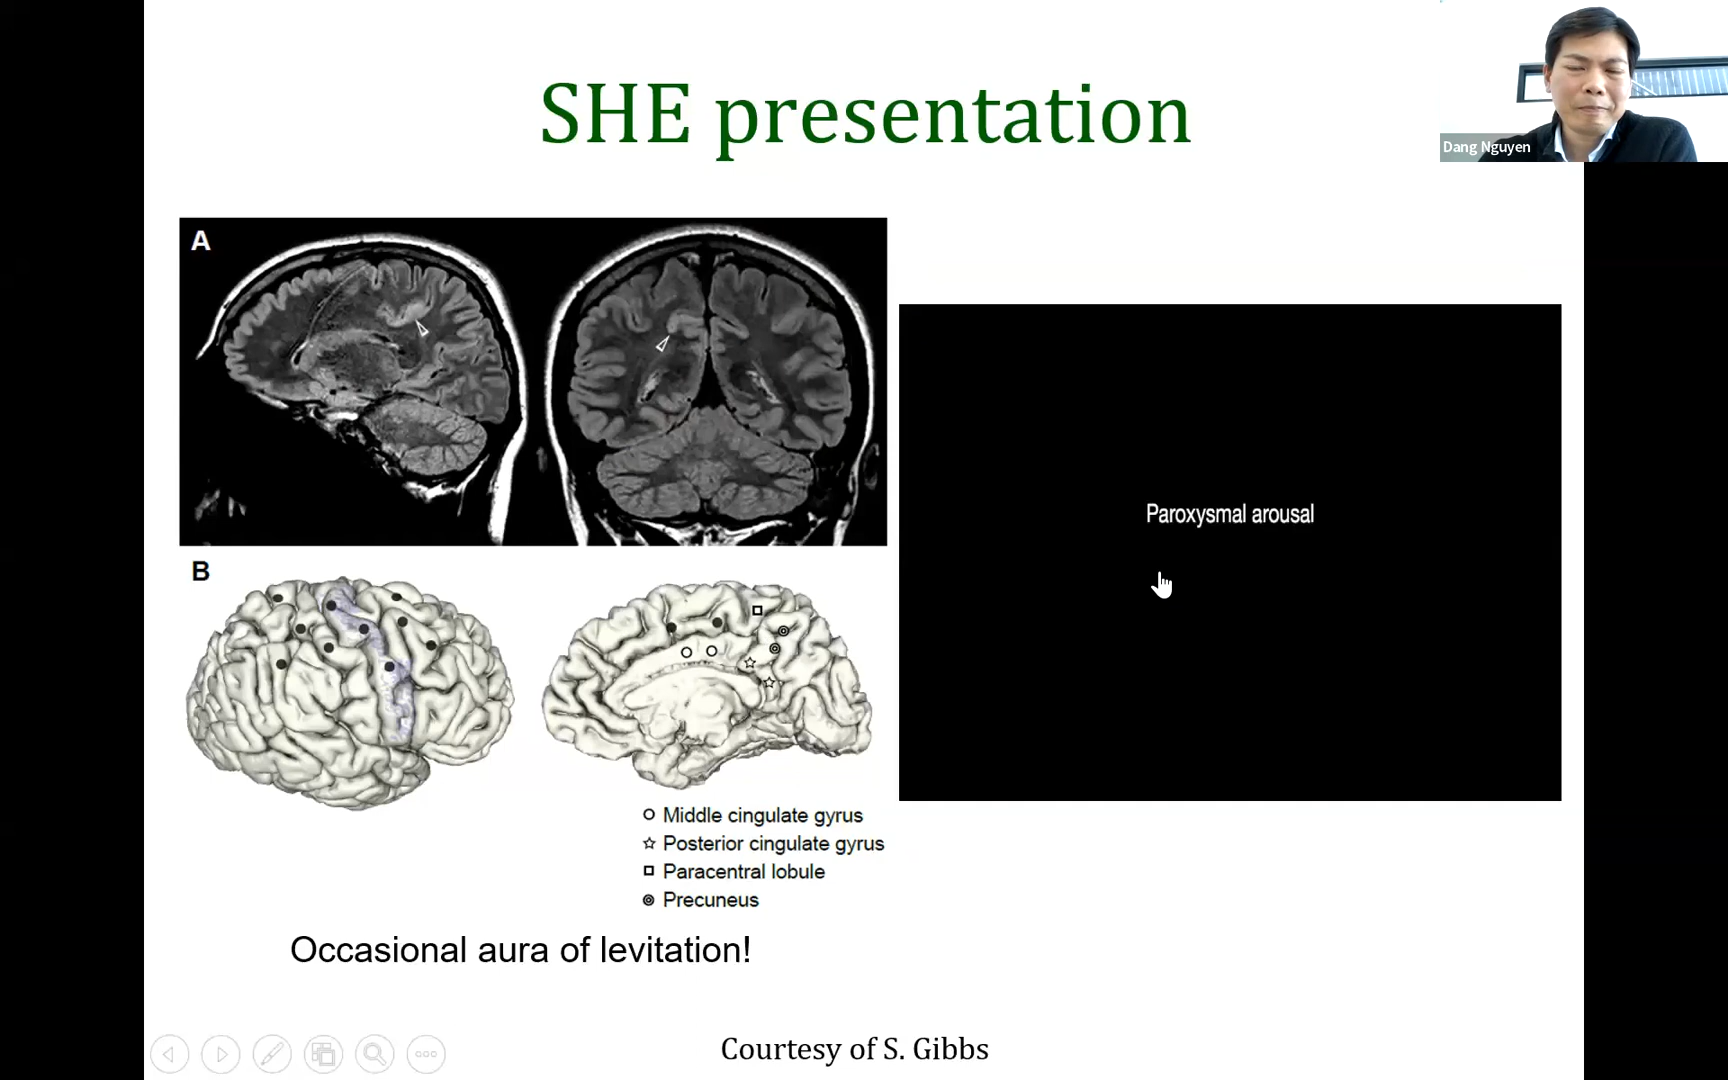 SHE presentation
Dang Nguyen
A
Paroxysmal arousal
B
Middle cingulate gyrus
Posterior cingulate gyrus
Paracentral lobule
Precuneus
Occasional aura of levitation!
Courtesy of S. Gibbs